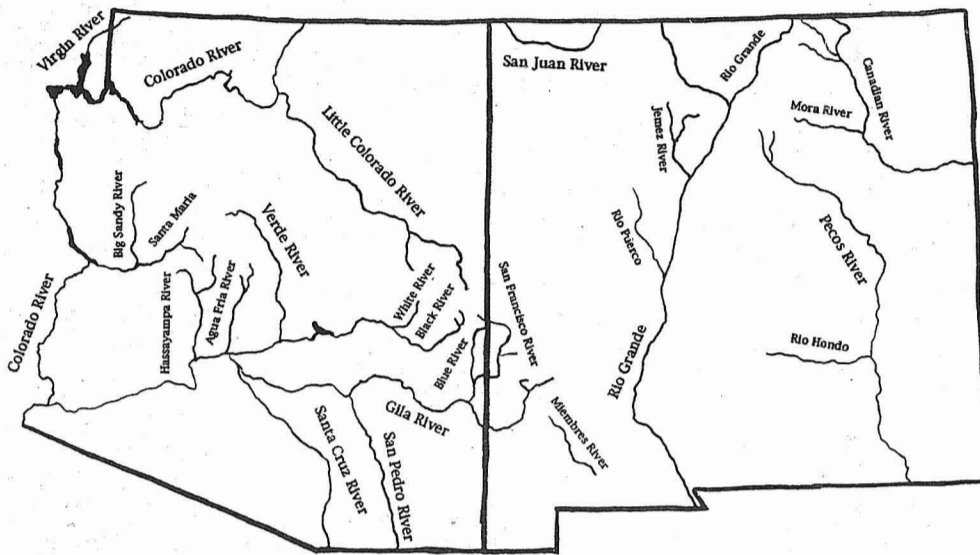 Virgin River
Colorado River
San Juan River
Rio Grande
Canadian River
Mora River
Jemez River
Little Colorado River
Big Sandy River
Santa Maria
Verde River
Rio Puerco
Pecos River
Colorado River
Hassayampa River
Agua Fria River
White River
Black River
San Francisco River
Blue River
Rio Grande
Rio Hondo
Gila River
Miembres River
Santa Cruz River
San Pedro River